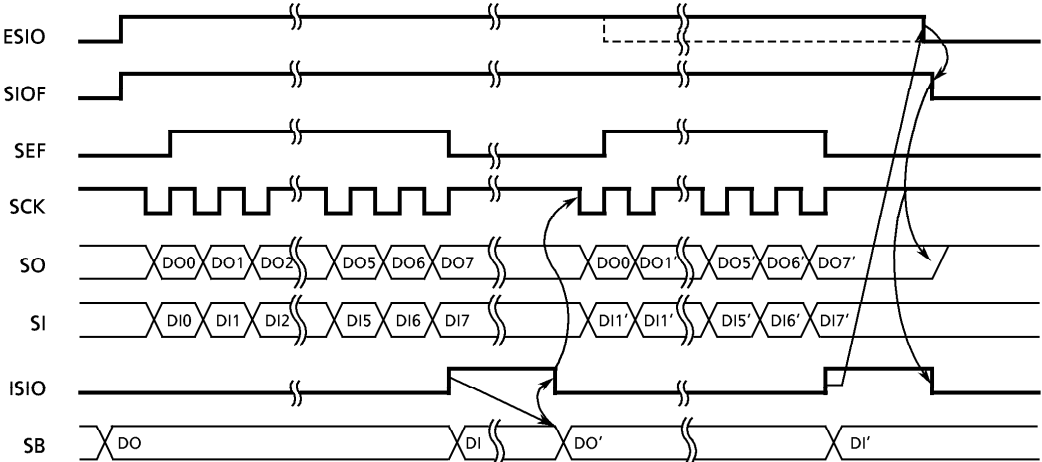 ESIO
SIOF
SEF
SCK
SO DO0 DO1 DO2 DO5 DO6 DO7 DO0 DO1′ DO5′ DO6′ DO7′
SI DI0 DI1 DI2 DI5 DI6 DI7 DI1′ DI1′ DI5′ DI6′ DI7′
ISIO
SB DO DI DO′ DI′